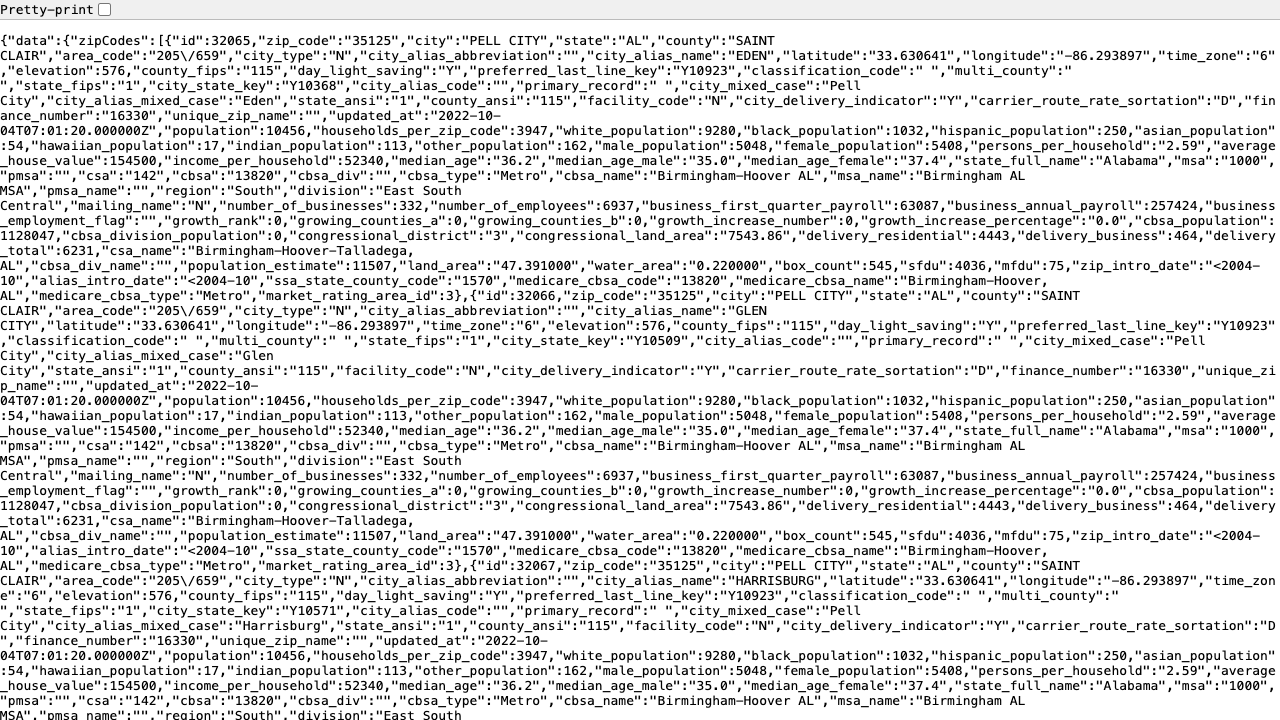 Pretty-print
{"data":{"zipCodes":[{"id":32065,"zip_code":"35125","city":"PELL CITY","state":"AL","county":"SAINT
CLAIR","area_code":"205\/659","city_type":"N","city_alias_abbreviation":"","city_alias_name":"EDEN","latitude":"33.630641","longitude":"-86.293897","time_zone":"6"
,"elevation":576,"county_fips":"115","day_light_saving":"Y","preferred_last_line_key":"Y10923","classification_code":" ","multi_county":"
","state_fips":"1","city_state_key":"Y10368","city_alias_code":"","primary_record":" ","city_mixed_case":"Pell
City","city_alias_mixed_case":"Eden","state_ansi":"1","county_ansi":"115","facility_code":"N","city_delivery_indicator":"Y","carrier_route_rate_sortation":"D","fin
ance_number":"16330","unique_zip_name":"","updated_at":"2022-10-
04T07:01:20.000000Z","population":10456,"households_per_zip_code":3947,"white_population":9280,"black_population":1032,"hispanic_population":250,"asian_population"
:54,"hawaiian_population":17,"indian_population":113,"other_population":162,"male_population":5048,"female_population":5408,"persons_per_household":"2.59","average
_house_value":154500,"income_per_household":52340,"median_age":"36.2","median_age_male":"35.0","median_age_female":"37.4","state_full_name":"Alabama","msa":"1000",
"pmsa":"","csa":"142","cbsa":"13820","cbsa_div":"","cbsa_type":"Metro","cbsa_name":"Birmingham-Hoover AL","msa_name":"Birmingham AL
MSA","pmsa_name":"","region":"South","division":"East South
Central","mailing_name":"N","number_of_businesses":332,"number_of_employees":6937,"business_first_quarter_payroll":63087,"business_annual_payroll":257424,"business
_employment_flag":"","growth_rank":0,"growing_counties_a":0,"growing_counties_b":0,"growth_increase_number":0,"growth_increase_percentage":"0.0","cbsa_population":
1128047,"cbsa_division_population":0,"congressional_district":"3","congressional_land_area":"7543.86","delivery_residential":4443,"delivery_business":464,"delivery
_total":6231,"csa_name":"Birmingham-Hoover-Talladega,
AL","cbsa_div_name":"","population_estimate":11507,"land_area":"47.391000","water_area":"0.220000","box_count":545,"sfdu":4036,"mfdu":75,"zip_intro_date":"<2004-
10","alias_intro_date":"<2004-10","ssa_state_county_code":"1570","medicare_cbsa_code":"13820","medicare_cbsa_name":"Birmingham-Hoover,
AL","medicare_cbsa_type":"Metro","market_rating_area_id":3},{"id":32066,"zip_code":"35125","city":"PELL CITY","state":"AL","county":"SAINT
CLAIR","area_code":"205\/659","city_type":"N","city_alias_abbreviation":"","city_alias_name":"GLEN
CITY","latitude":"33.630641","longitude":"-86.293897","time_zone":"6","elevation":576,"county_fips":"115","day_light_saving":"Y","preferred_last_line_key":"Y10923"
,"classification_code":" ","multi_county":" ","state_fips":"1","city_state_key":"Y10509","city_alias_code":"","primary_record":" ","city_mixed_case":"Pell
City","city_alias_mixed_case":"Glen
City","state_ansi":"1","county_ansi":"115","facility_code":"N","city_delivery_indicator":"Y","carrier_route_rate_sortation":"D","finance_number":"16330","unique_zi
p_name":"","updated_at":"2022-10-
04T07:01:20.000000Z","population":10456,"households_per_zip_code":3947,"white_population":9280,"black_population":1032,"hispanic_population":250,"asian_population"
:54,"hawaiian_population":17,"indian_population":113,"other_population":162,"male_population":5048,"female_population":5408,"persons_per_household":"2.59","average
_house_value":154500,"income_per_household":52340,"median_age":"36.2","median_age_male":"35.0","median_age_female":"37.4","state_full_name":"Alabama","msa":"1000",
"pmsa":"","csa":"142","cbsa":"13820","cbsa_div":"","cbsa_type":"Metro","cbsa_name":"Birmingham-Hoover AL","msa_name":"Birmingham AL
MSA","pmsa_name":"","region":"South","division":"East South
Central","mailing_name":"N","number_of_businesses":332,"number_of_employees":6937,"business_first_quarter_payroll":63087,"business_annual_payroll":257424,"business
_employment_flag":"","growth_rank":0,"growing_counties_a":0,"growing_counties_b":0,"growth_increase_number":0,"growth_increase_percentage":"0.0","cbsa_population":
1128047,"cbsa_division_population":0,"congressional_district":"3","congressional_land_area":"7543.86","delivery_residential":4443,"delivery_business":464,"delivery
_total":6231,"csa_name":"Birmingham-Hoover-Talladega,
AL","cbsa_div_name":"","population_estimate":11507,"land_area":"47.391000","water_area":"0.220000","box_count":545,"sfdu":4036,"mfdu":75,"zip_intro_date":"<2004-
10","alias_intro_date":"<2004-10","ssa_state_county_code":"1570","medicare_cbsa_code":"13820","medicare_cbsa_name":"Birmingham-Hoover,
AL","medicare_cbsa_type":"Metro","market_rating_area_id":3},{"id":32067,"zip_code":"35125","city":"PELL CITY","state":"AL","county":"SAINT
CLAIR","area_code":"205\/659","city_type":"N","city_alias_abbreviation":"","city_alias_name":"HARRISBURG","latitude":"33.630641","longitude":"-86.293897","time_zon
e":"6","elevation":576,"county_fips":"115","day_light_saving":"Y","preferred_last_line_key":"Y10923","classification_code":" ","multi_county":"
","state_fips":"1","city_state_key":"Y10571","city_alias_code":"","primary_record":" ","city_mixed_case":"Pell
City","city_alias_mixed_case":"Harrisburg","state_ansi":"1","county_ansi":"115","facility_code":"N","city_delivery_indicator":"Y","carrier_route_rate_sortation":"D
","finance_number":"16330","unique_zip_name":"","updated_at":"2022-10-
04T07:01:20.000000Z","population":10456,"households_per_zip_code":3947,"white_population":9280,"black_population":1032,"hispanic_population":250,"asian_population"
:54,"hawaiian_population":17,"indian_population":113,"other_population":162,"male_population":5048,"female_population":5408,"persons_per_household":"2.59","average
_house_value":154500,"income_per_household":52340,"median_age":"36.2","median_age_male":"35.0","median_age_female":"37.4","state_full_name":"Alabama","msa":"1000",
"pmsa":"","csa":"142","cbsa":"13820","cbsa_div":"","cbsa_type":"Metro","cbsa_name":"Birmingham-Hoover AL","msa_name":"Birmingham AL
MSA","pmsa_name":"","region":"South","division":"East South